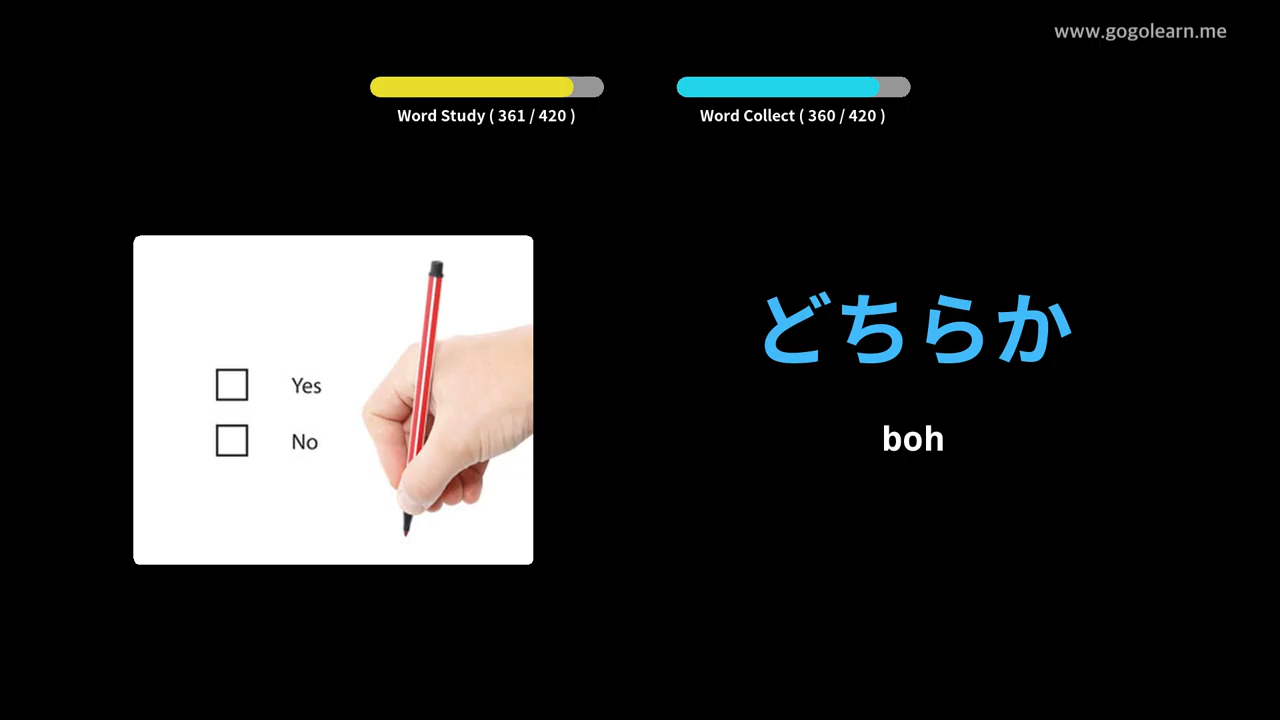 www.gogolearn.me
Word Study ( 361 / 420 )
Word Collect ( 360 / 420 )
Yes
No
どちらか
boh